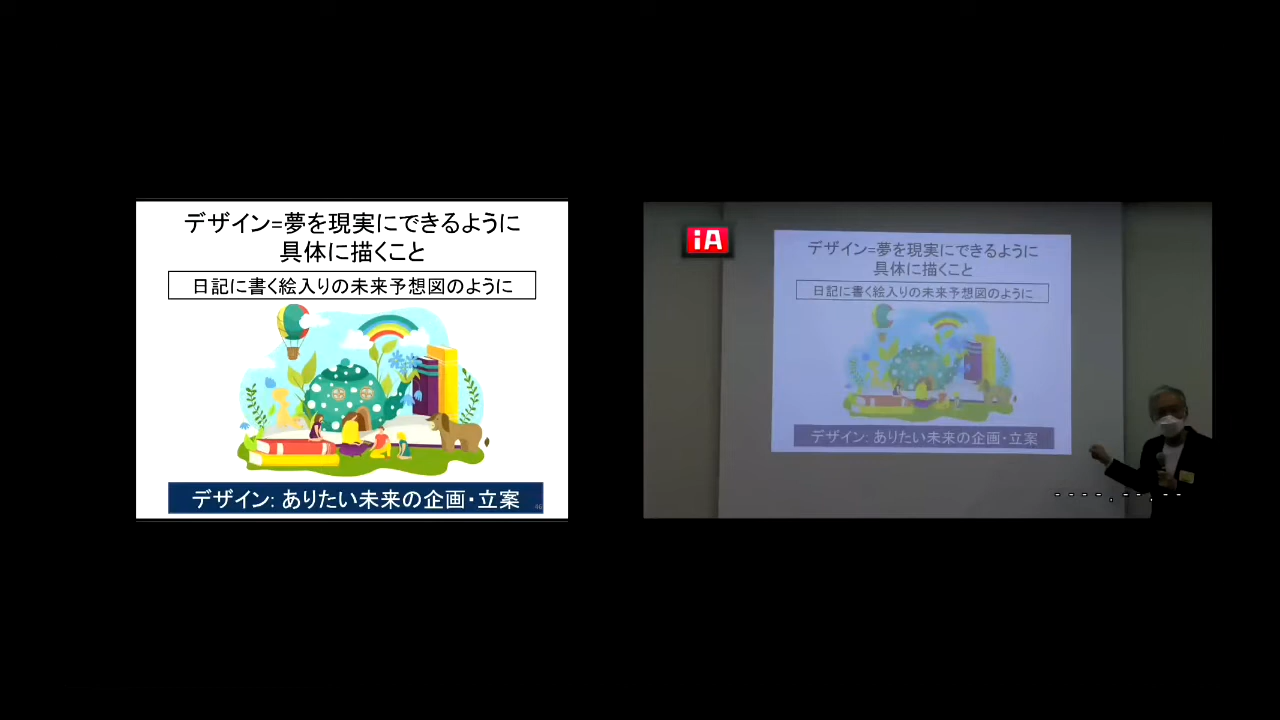 デザイン=夢を現実にできるように
具体に描くこと
日記に書く絵入りの未来予想図のように
デザイン: ありたい未来の企画・立案
46
iA
デザイン=夢を現実にできるように
具体に描くこと
日記に書く絵入りの未来予想図のように
デザイン: ありたい未来の企画・立案